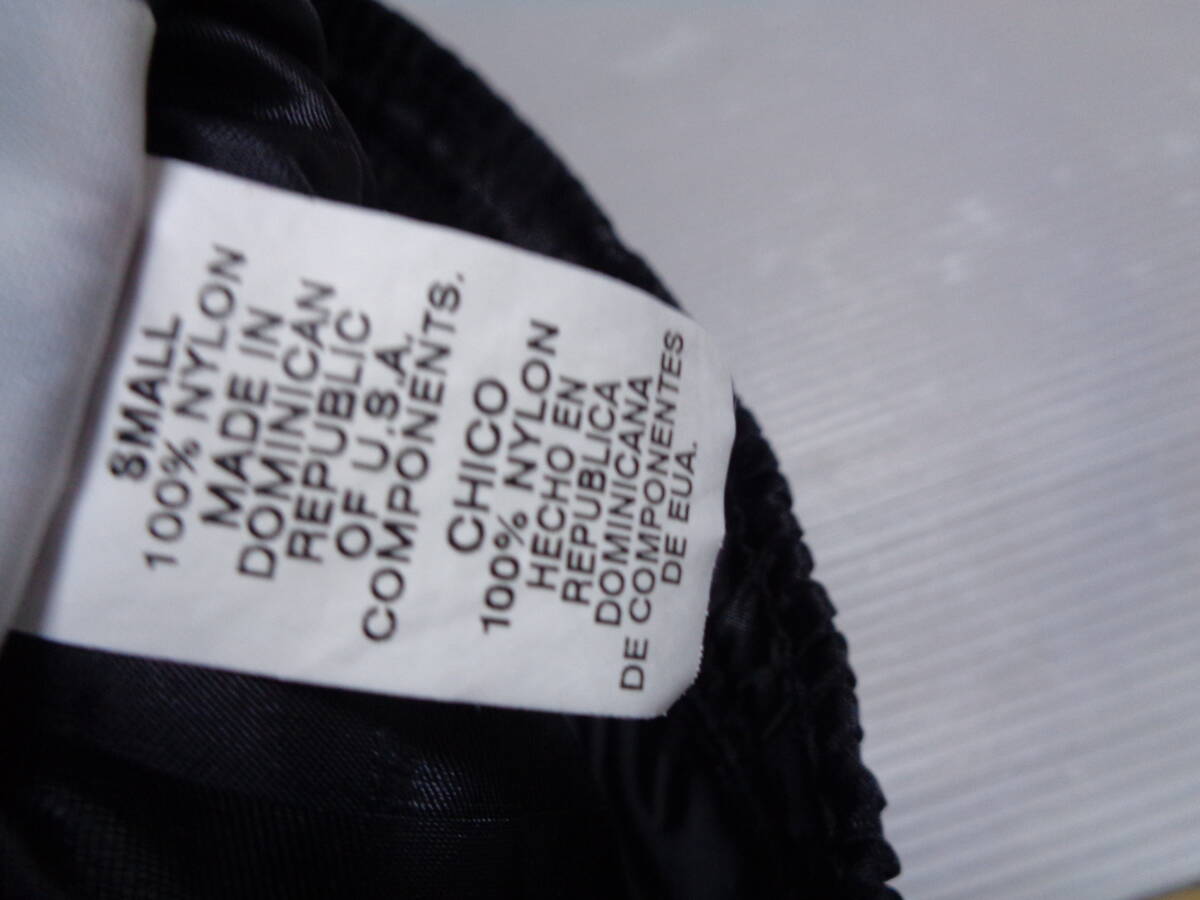 SMALL
100% NYLON
MADE IN
DOMINICAN
REPUBLIC
OF U.S.A.
COMPONENTS.
CHICO
100% NYLON
HECHO EN
REPUBLICA
DOMINICANA
DE COMPONENTES
DE EUA.